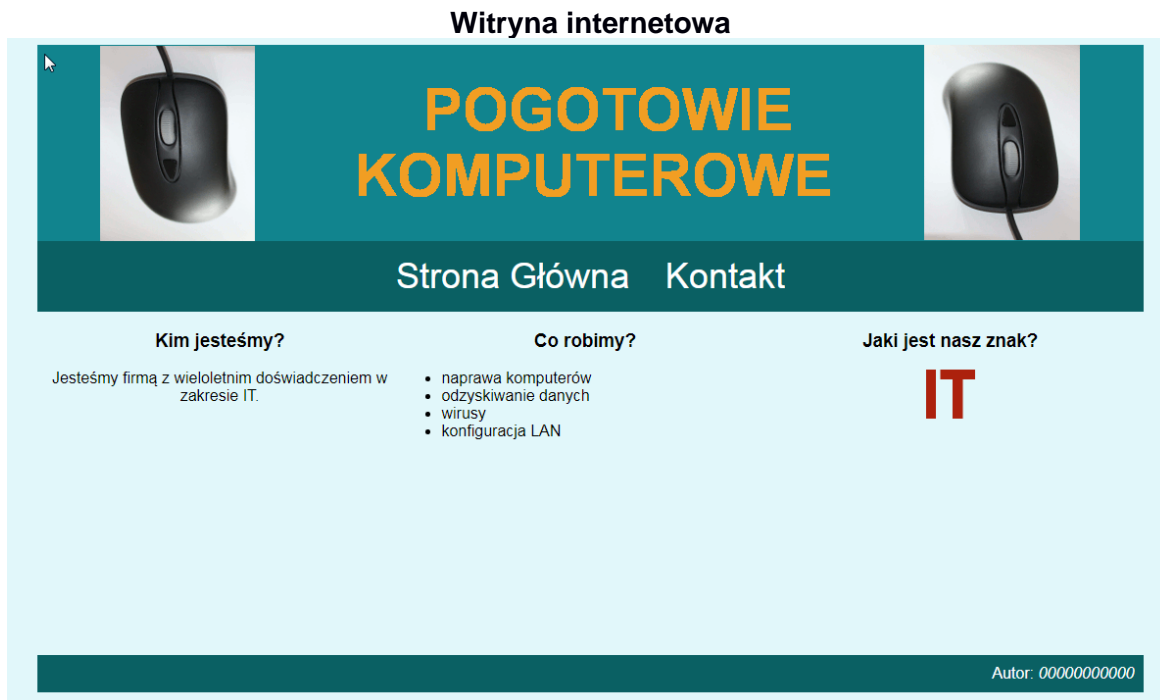 Witryna internetowa
POGOTOWIE
KOMPUTEROWE
Strona Główna Kontakt
Kim jesteśmy?
Jesteśmy firmą z wieloletnim doświadczeniem w
zakresie IT.
Co robimy?
naprawa komputerów
odzyskiwanie danych
wirusy
konfiguracja LAN
Jaki jest nasz znak?
IT
Autor: 00000000000